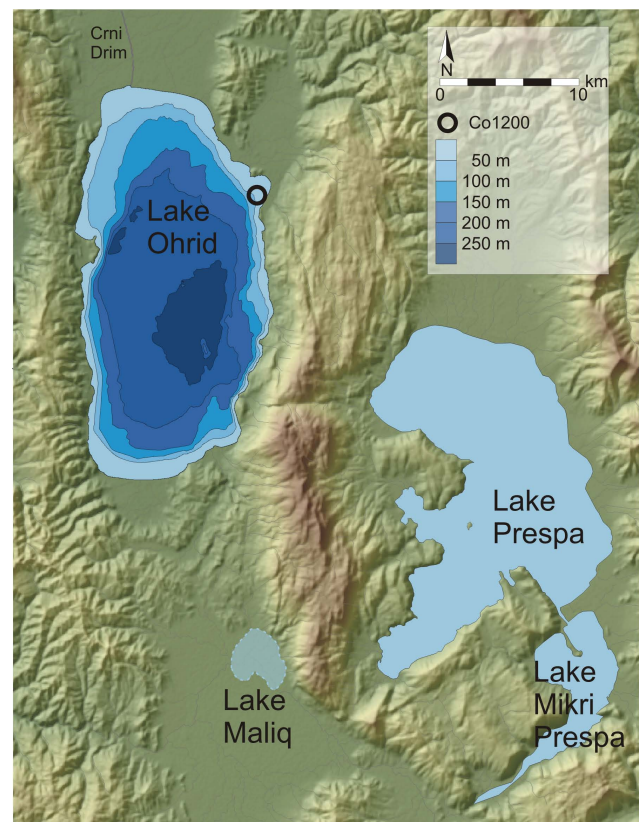 Crni
Drim
N
km
0 10
Co1200
50 m
100 m
150 m
200 m
250 m
Lake
Ohrid
Lake
Prespa
Lake
Maliq
Lake
Mikri
Prespa